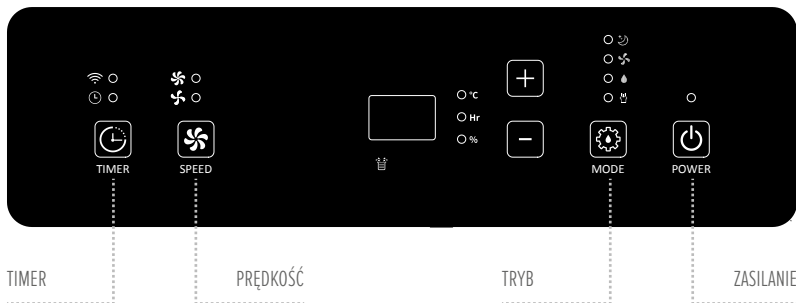 °C
Hr
%
TIMER SPEED MODE POWER
TIMER PRĘDKOŚĆ TRYB ZASILANIE